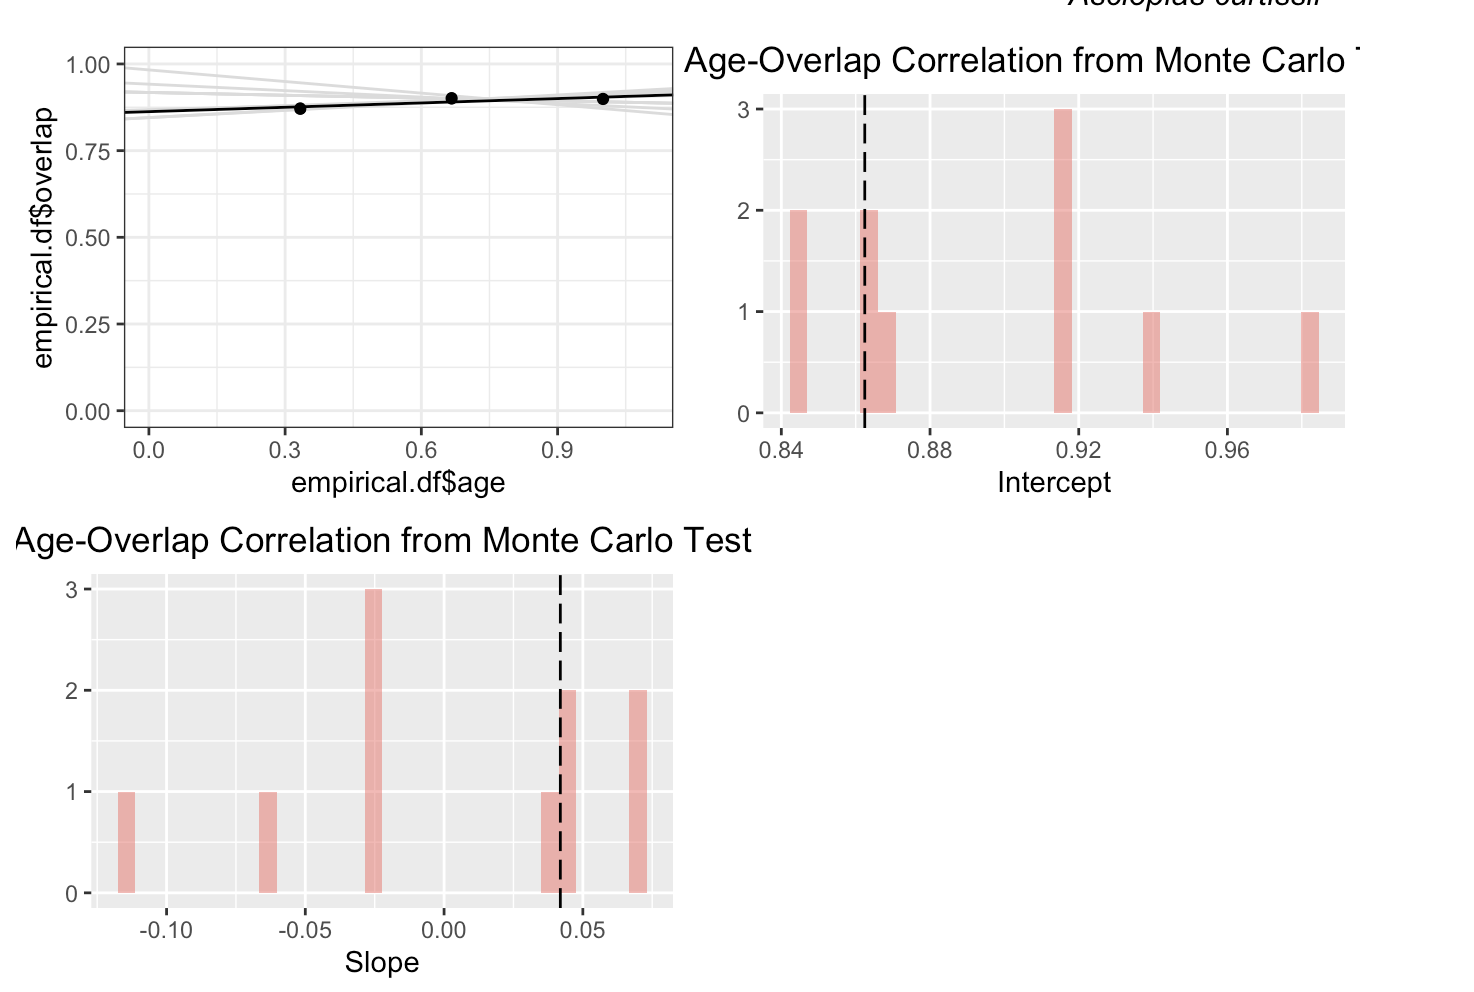 Asclepias curtissii
1.00
0.75
0.50
0.25
0.00
empirical.df$overlap
0.0 0.3 0.6 0.9
empirical.df$age
Age-Overlap Correlation from Monte Carlo
3
2
1
0
0.84 0.88 0.92 0.96
Intercept
Age-Overlap Correlation from Monte Carlo Test
3
2
1
0
-0.10 -0.05 0.00 0.05
Slope